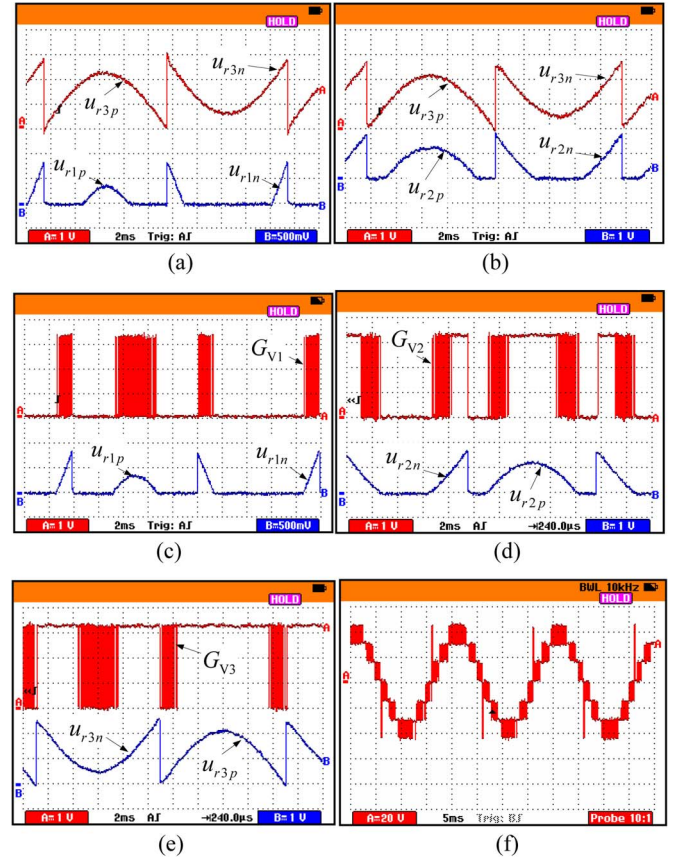 HOLD
u_r3n
u_r3p
A
A
u_r1p
u_r1n
B
B
A=1 V 2ms Trig: A∫ B=500mV
(a)
HOLD
u_r3n
u_r3p
A
A
u_r2n
u_r2p
B
B
A=1 V 2ms Trig: A∫ B=1 V
(b)
HOLD
G_V1
A
A
u_r1p
u_r1n
B
B
A=1 V 2ms Trig: A∫ B=500mV
(c)
HOLD
G_V2
A
A
u_r2n
u_r2p
B
B
A=1 V 2ms A∫ →240.0µs B=1 V
(d)
HOLD
G_V3
A
A
u_r3n
u_r3p
B
B
A=1 V 2ms A∫ →240.0µs B=1 V
(e)
BWL 10kHz
HOLD
A
A
A=20 V 5ms Trig: B∫ Probe 10:1
(f)